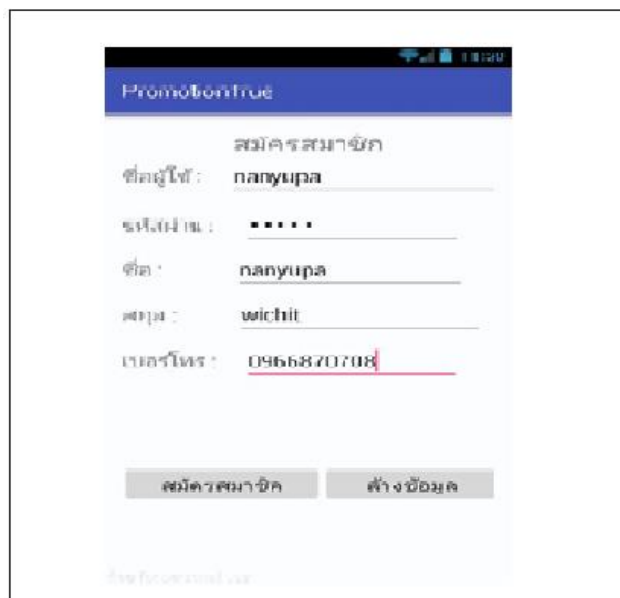 PromotionTrue
สมัครสมาชิก
ชื่อผู้ใช้ : nanyupa
รหัสผ่าน : •••••
ชื่อ : nanyupa
สกุล : wichit
เบอร์โทร :
สมัครสมาชิก ล้างข้อมูล